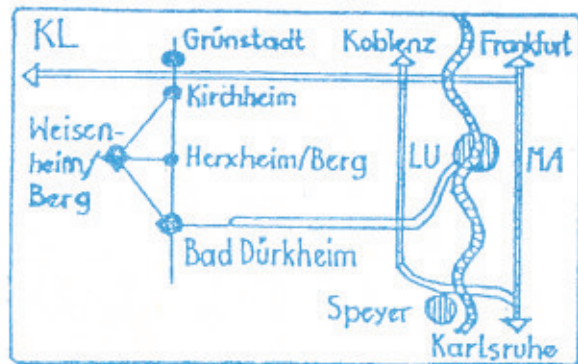 KL
Grünstadt
Koblenz
Frankfurt
Kirchheim
Weisen-
heim/
Berg
Herxheim/Berg
LU
MA
Bad Dürkheim
Speyer
Karlsruhe